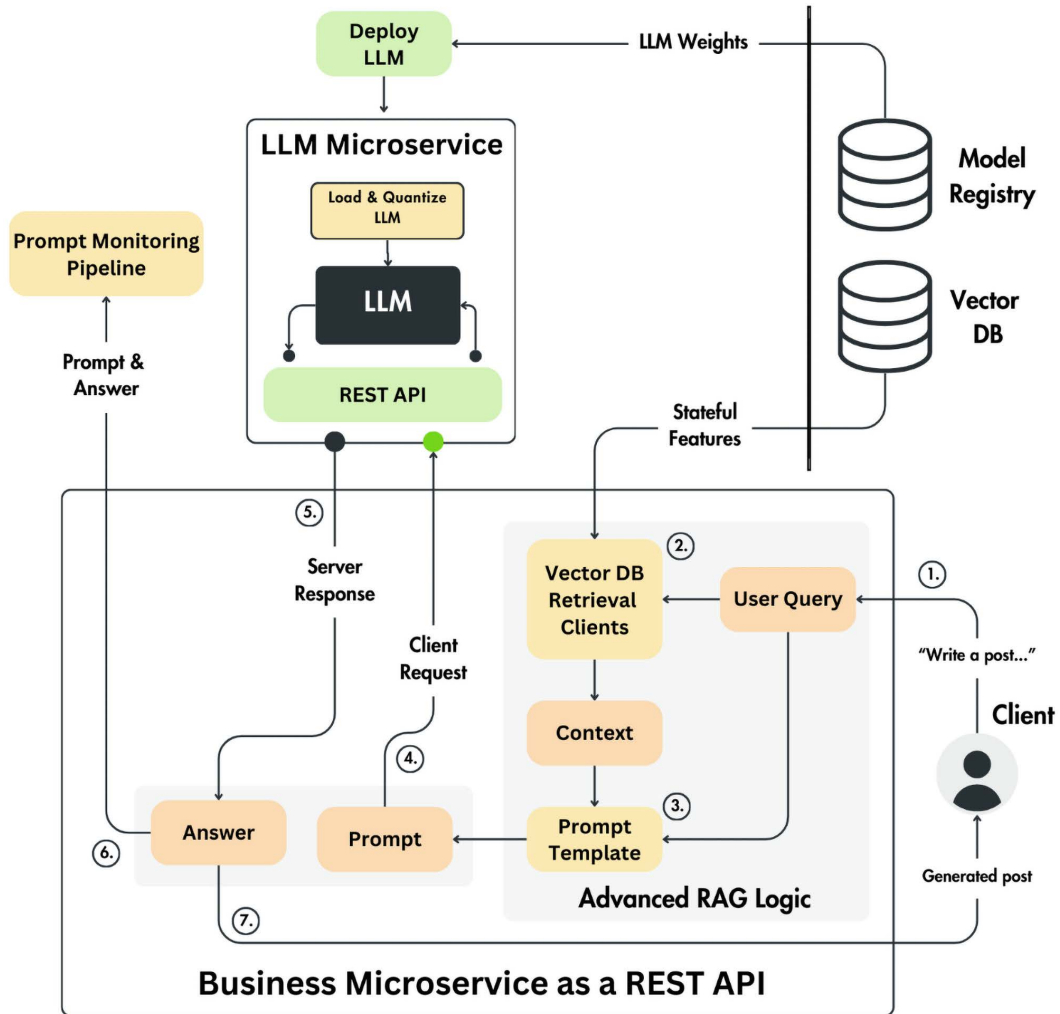 Deploy
LLM
LLM Weights
LLM Microservice
Load & Quantize
LLM
LLM
REST API
Model
Registry
Vector
DB
Prompt Monitoring
Pipeline
Prompt &
Answer
Stateful
Features
5.
Server
Response
Client
Request
2.
Vector DB
Retrieval
Clients
User Query
1.
“Write a post...”
Client
Context
4.
3.
Prompt
Template
Prompt
Answer
6.
7.
Generated post
Advanced RAG Logic
Business Microservice as a REST API